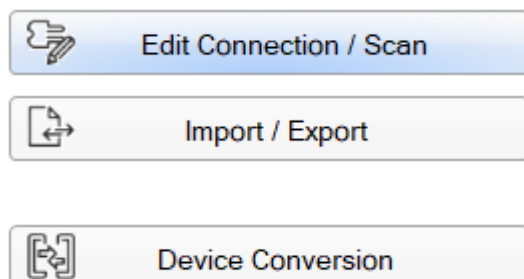 Edit Connection / Scan
Import / Export
Device Conversion